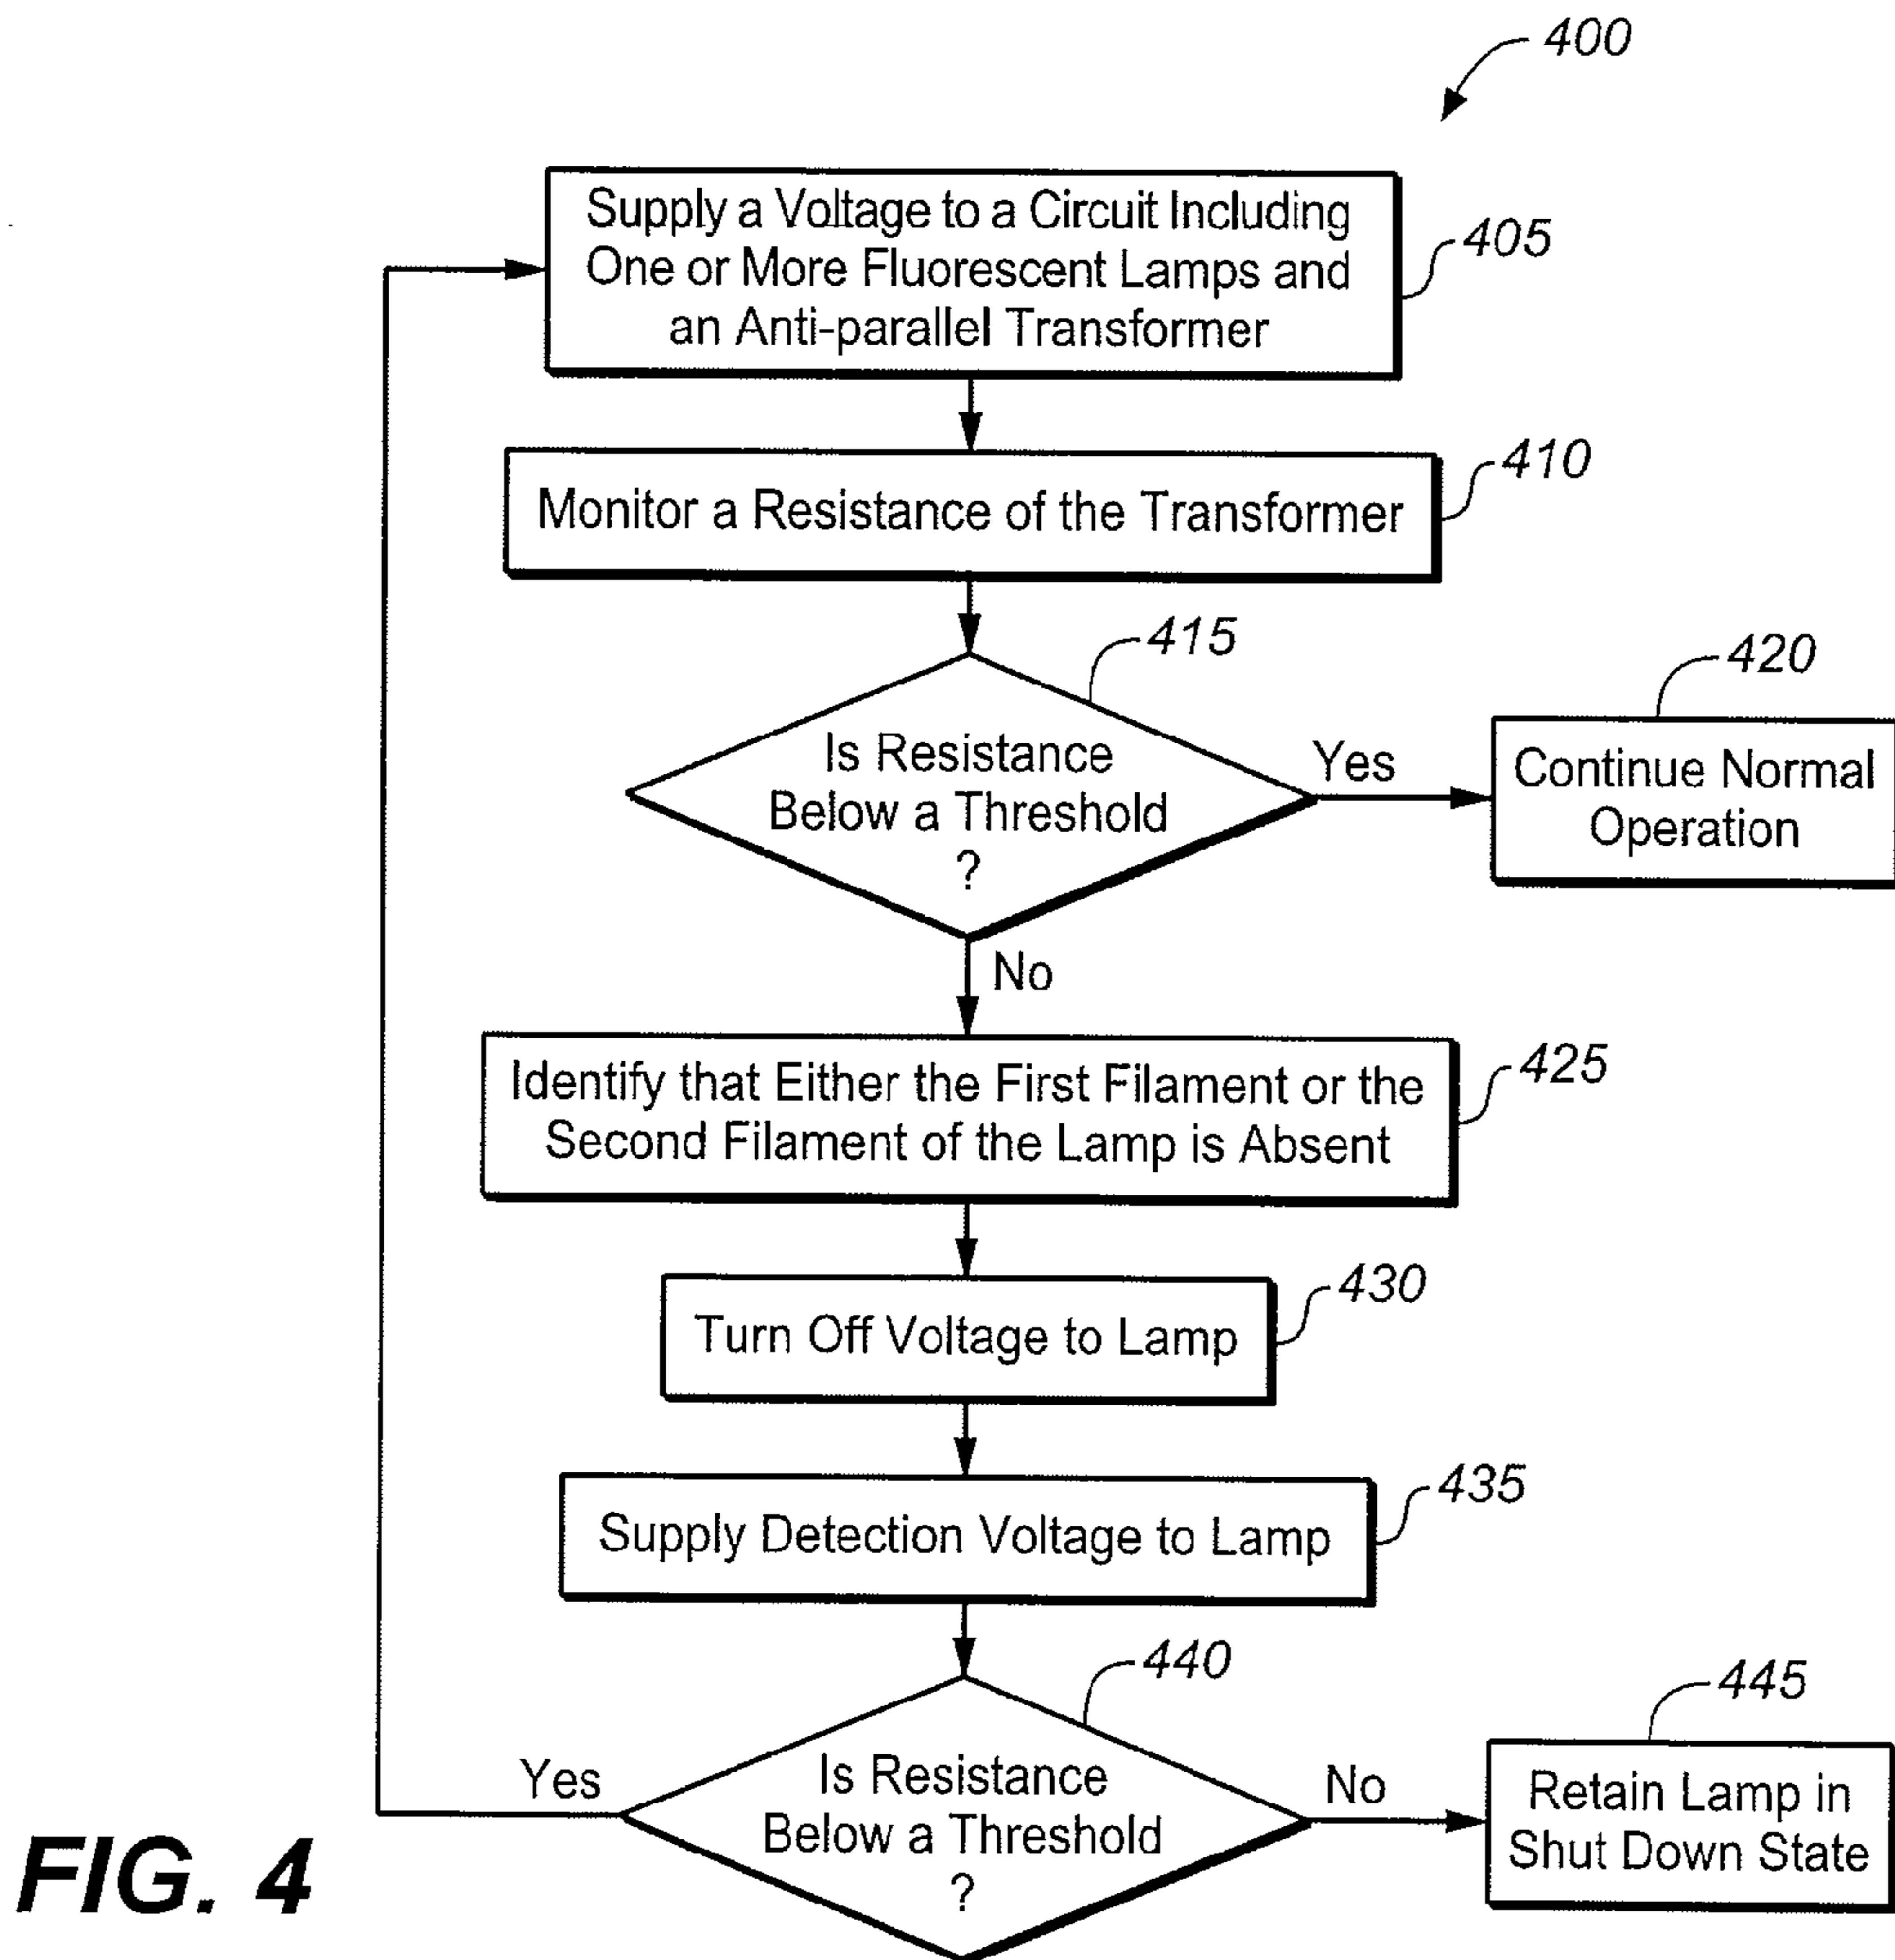 400
Supply a Voltage to a Circuit Including
One or More Fluorescent Lamps and
an Anti-parallel Transformer
405
Monitor a Resistance of the Transformer
410
415
Is Resistance
Below a Threshold
?
Yes
420
Continue Normal
Operation
No
Identify that Either the First Filament or the
Second Filament of the Lamp is Absent
425
Turn Off Voltage to Lamp
430
Supply Detection Voltage to Lamp
435
440
Is Resistance
Below a Threshold
?
Yes
No
445
Retain Lamp in
Shut Down State
FIG. 4